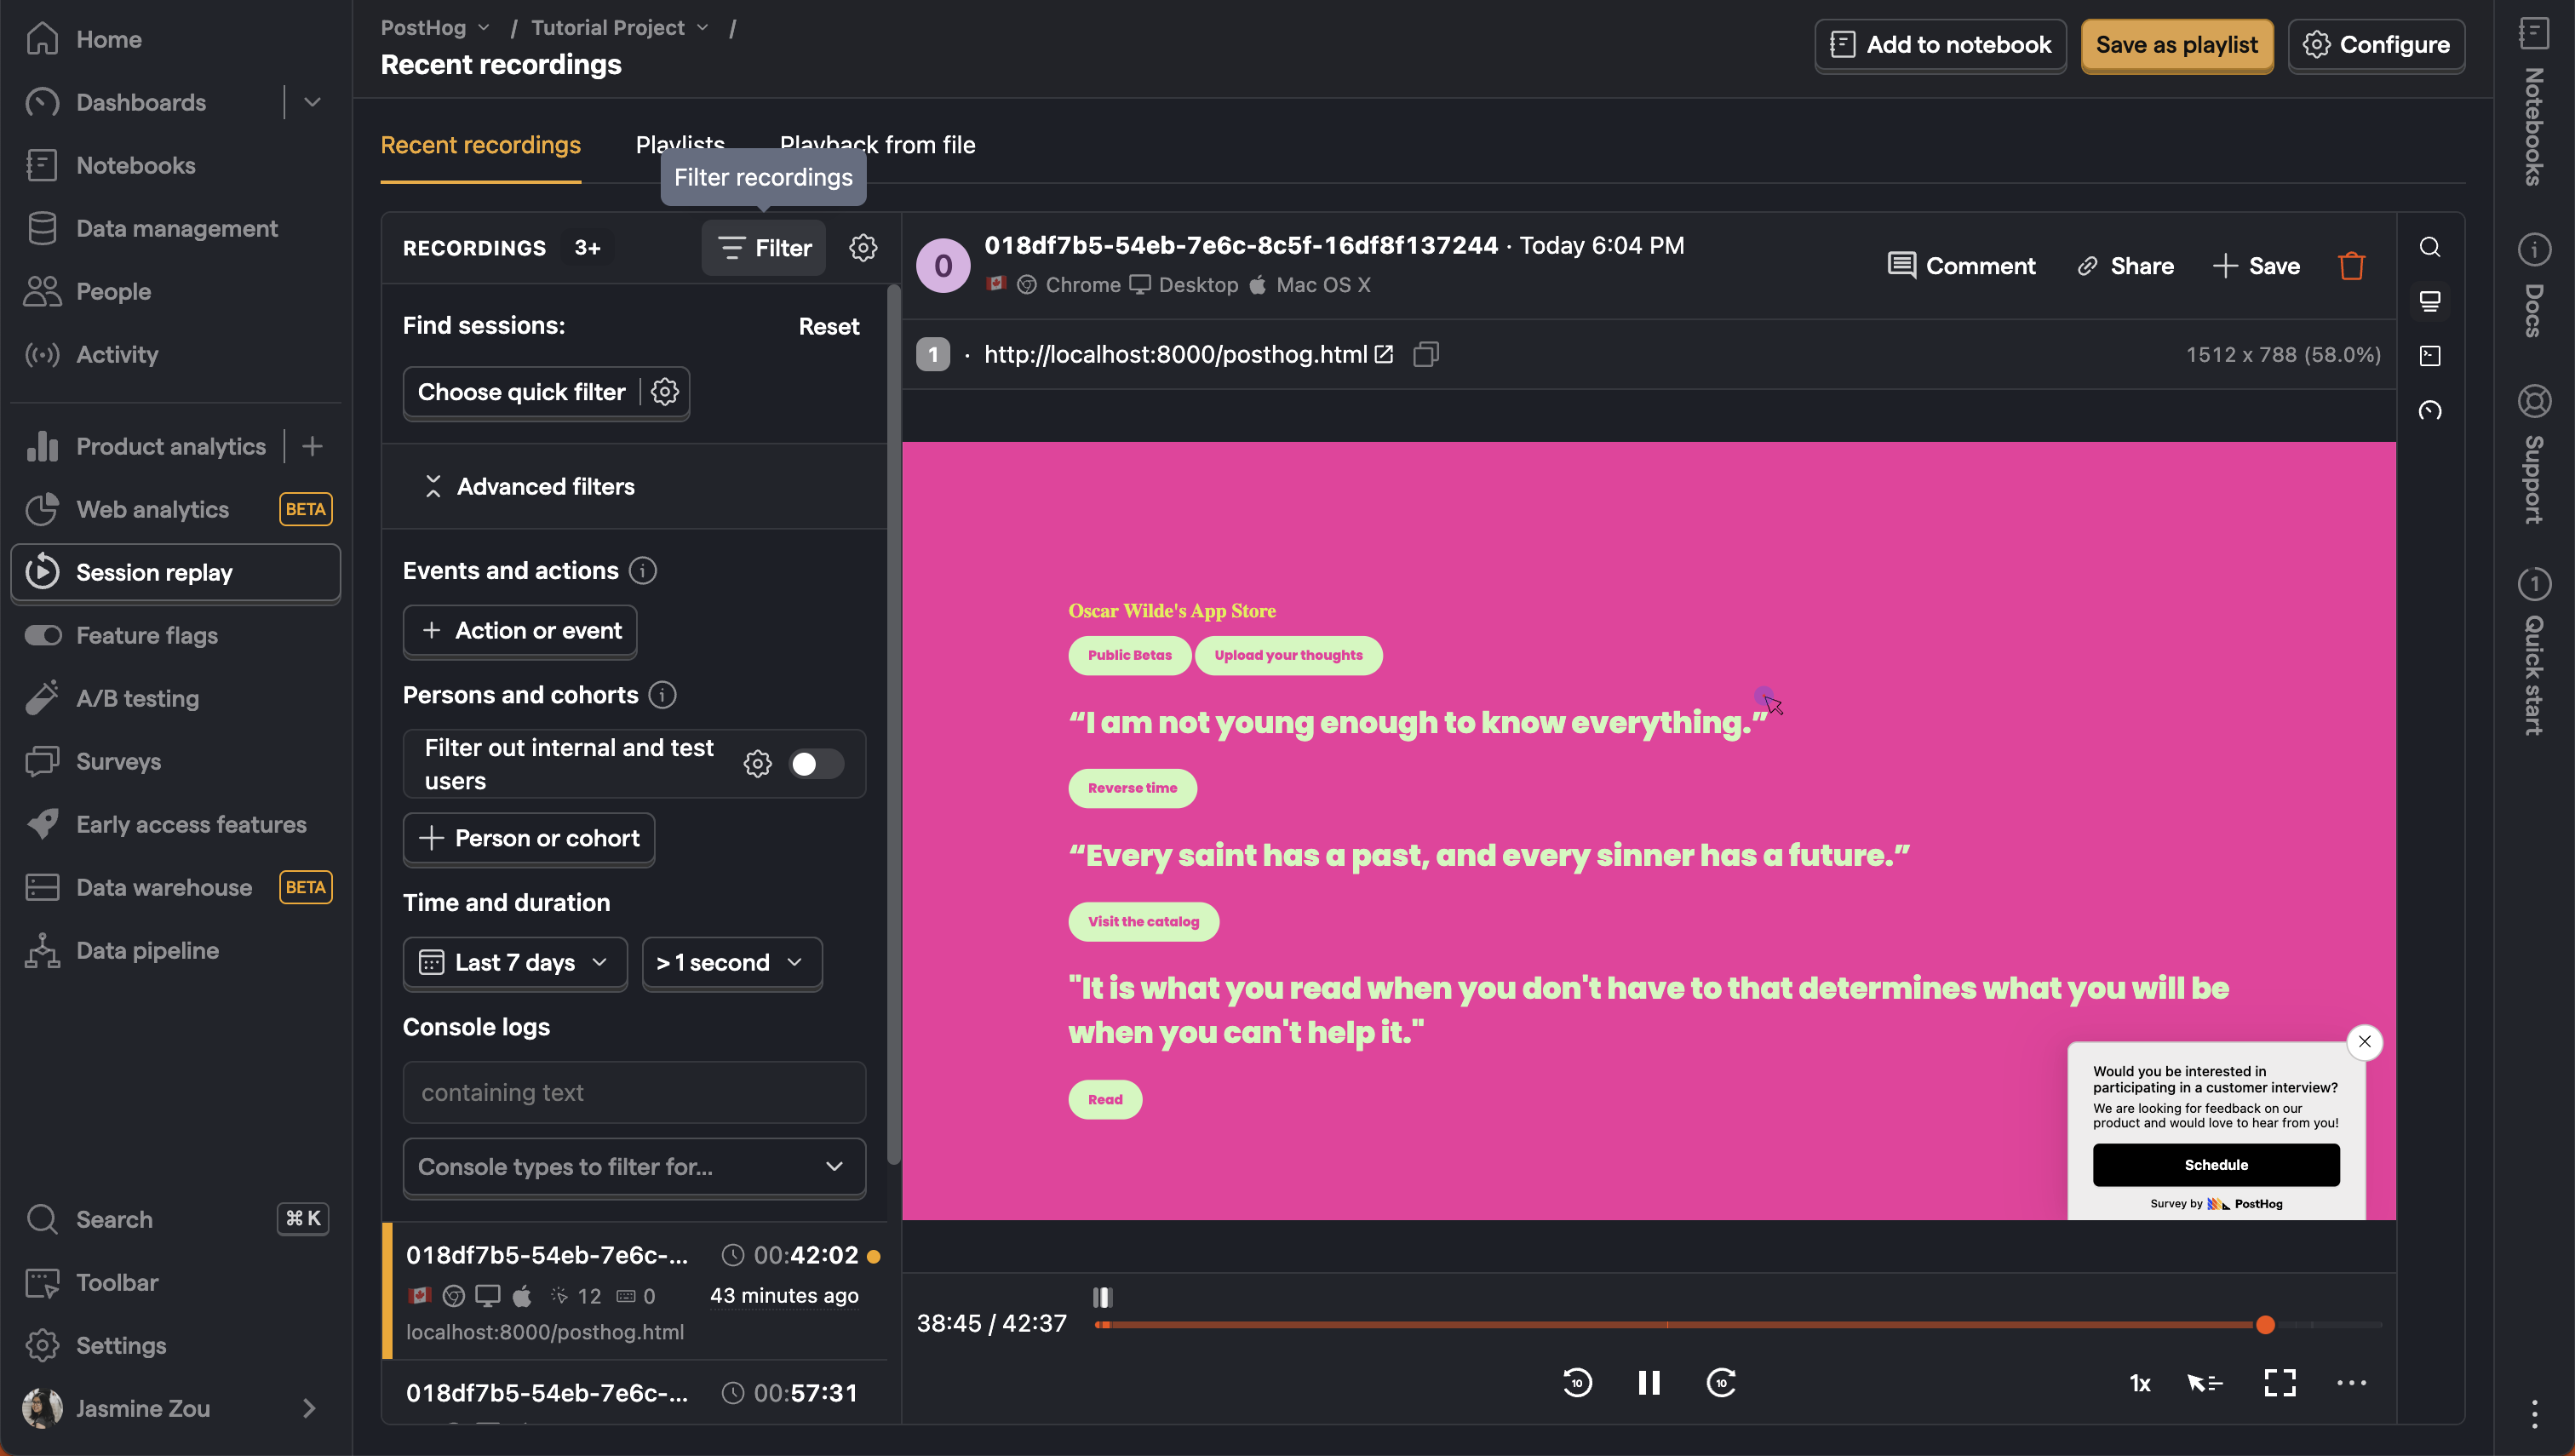 Home
Dashboards
Notebooks
Data management
People
Activity
Product analytics
Web analytics BETA
Session replay
Feature flags
A/B testing
Surveys
Early access features
Data warehouse BETA
Data pipeline
Search ⌘ K
Toolbar
Settings
Jasmine Zou
PostHog / Tutorial Project /
Recent recordings
Add to notebook
Save as playlist
Configure
Recent recordings
Playlists
Playback from file
Filter recordings
RECORDINGS 3+
Filter
Find sessions: Reset
Choose quick filter
Advanced filters
Events and actions
+ Action or event
Persons and cohorts
Filter out internal and test
users
+ Person or cohort
Time and duration
Last 7 days
> 1 second
Console logs
containing text
Console types to filter for...
018df7b5-54eb-7e6c-... 00:42:02
12 0 43 minutes ago
localhost:8000/posthog.html
018df7b5-54eb-7e6c-... 00:57:31
0
018df7b5-54eb-7e6c-8c5f-16df8f137244 · Today 6:04 PM
Chrome Desktop Mac OS X
Comment
Share
+ Save
1 · http://localhost:8000/posthog.html
1512 x 788 (58.0%)
Oscar Wilde's App Store
Public Betas
Upload your thoughts
“I am not young enough to know everything.”
Reverse time
“Every saint has a past, and every sinner has a future.”
Visit the catalog
"It is what you read when you don't have to that determines what you will be
when you can't help it."
Read
Would you be interested in
participating in a customer interview?
We are looking for feedback on our
product and would love to hear from you!
Schedule
Survey by PostHog
38:45 / 42:37
10
10
1x
Notebooks
Docs
Support
1
Quick start